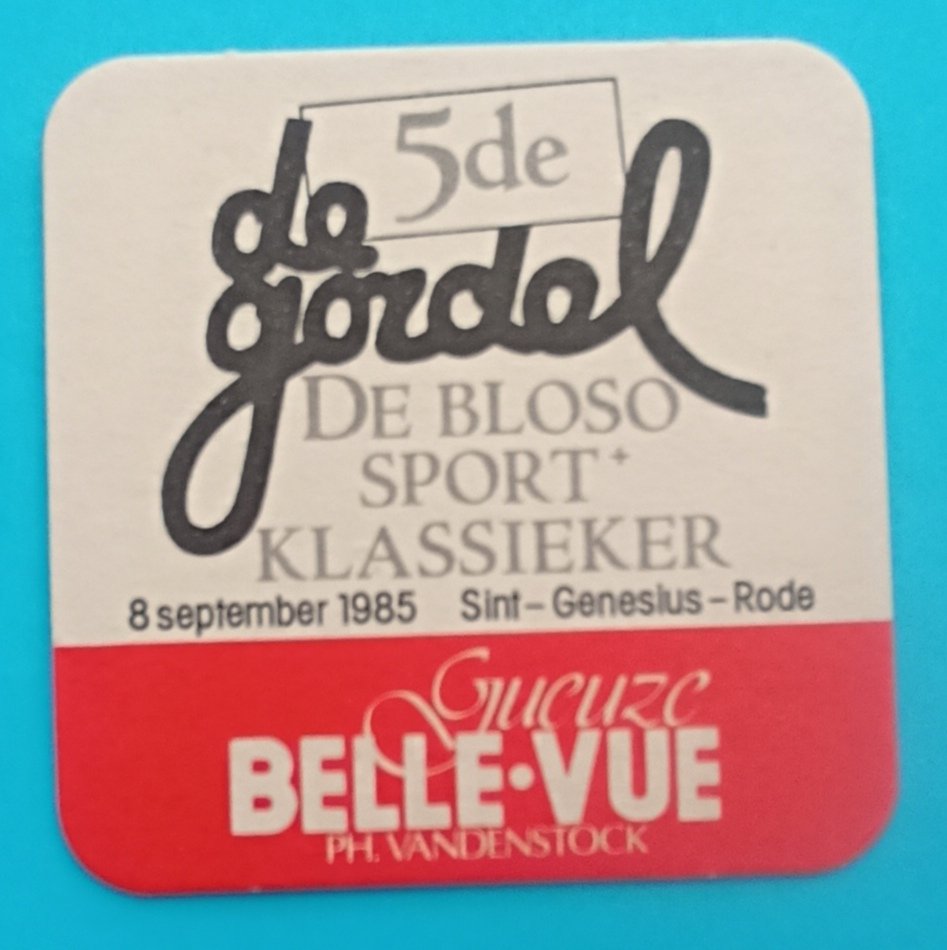 5de
de
gordel
DE BLOSO
SPORT+
KLASSIEKER
8 september 1985 Sint-Genesius-Rode
Gueuze
BELLE·VUE
PH. VANDENSTOCK